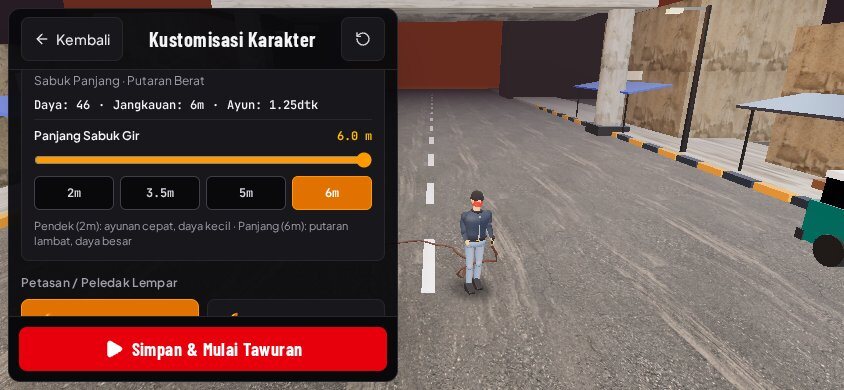 Kembali
Kustomisasi Karakter
Sabuk Panjang · Putaran Berat
Daya: 46 · Jangkauan: 6m · Ayun: 1.25dtk
Panjang Sabuk Gir
6.0 m
2m
3.5m
5m
6m
Pendek (2m): ayunan cepat, daya kecil · Panjang (6m): putaran
lambat, daya besar
Petasan / Peledak Lempar
Simpan & Mulai Tawuran